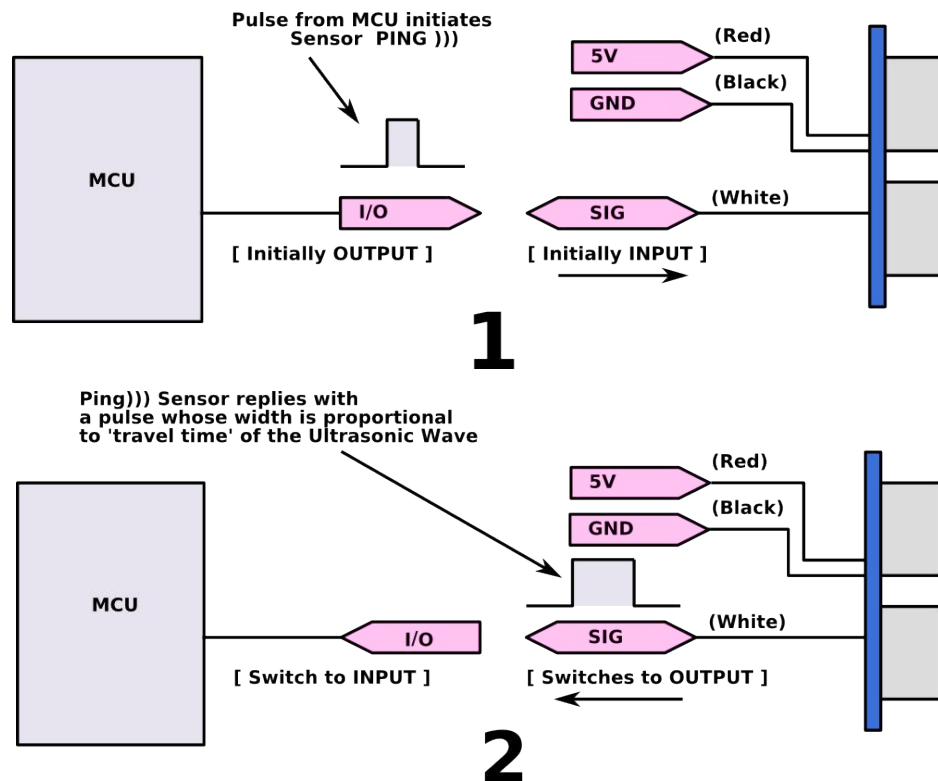 Pulse from MCU initiates
Sensor PING )))
(Red)
5V
(Black)
GND
MCU
I/O
SIG
(White)
[ Initially OUTPUT ]
[ Initially INPUT ]
1
Ping))) Sensor replies with
a pulse whose width is proportional
to 'travel time' of the Ultrasonic Wave
(Red)
5V
(Black)
GND
MCU
I/O
SIG
(White)
[ Switch to INPUT ]
[ Switches to OUTPUT ]
2